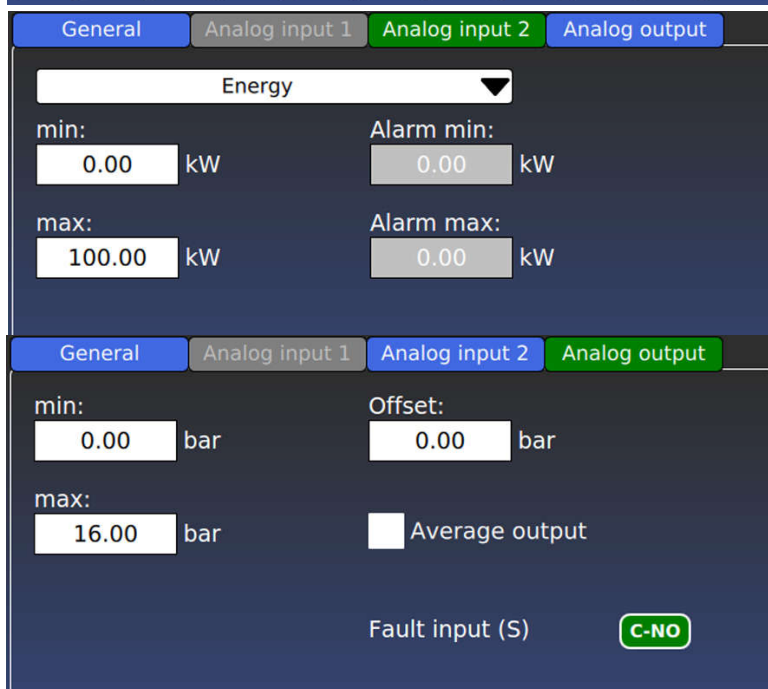 General Analog input 1 Analog input 2 Analog output
Energy
min: Alarm min:
0.00 kW 0.00 kW
max: Alarm max:
100.00 kW 0.00 kW
General Analog input 1 Analog input 2 Analog output
min: Offset:
0.00 bar 0.00 bar
max:
16.00 bar Average output
Fault input (S) C-NO